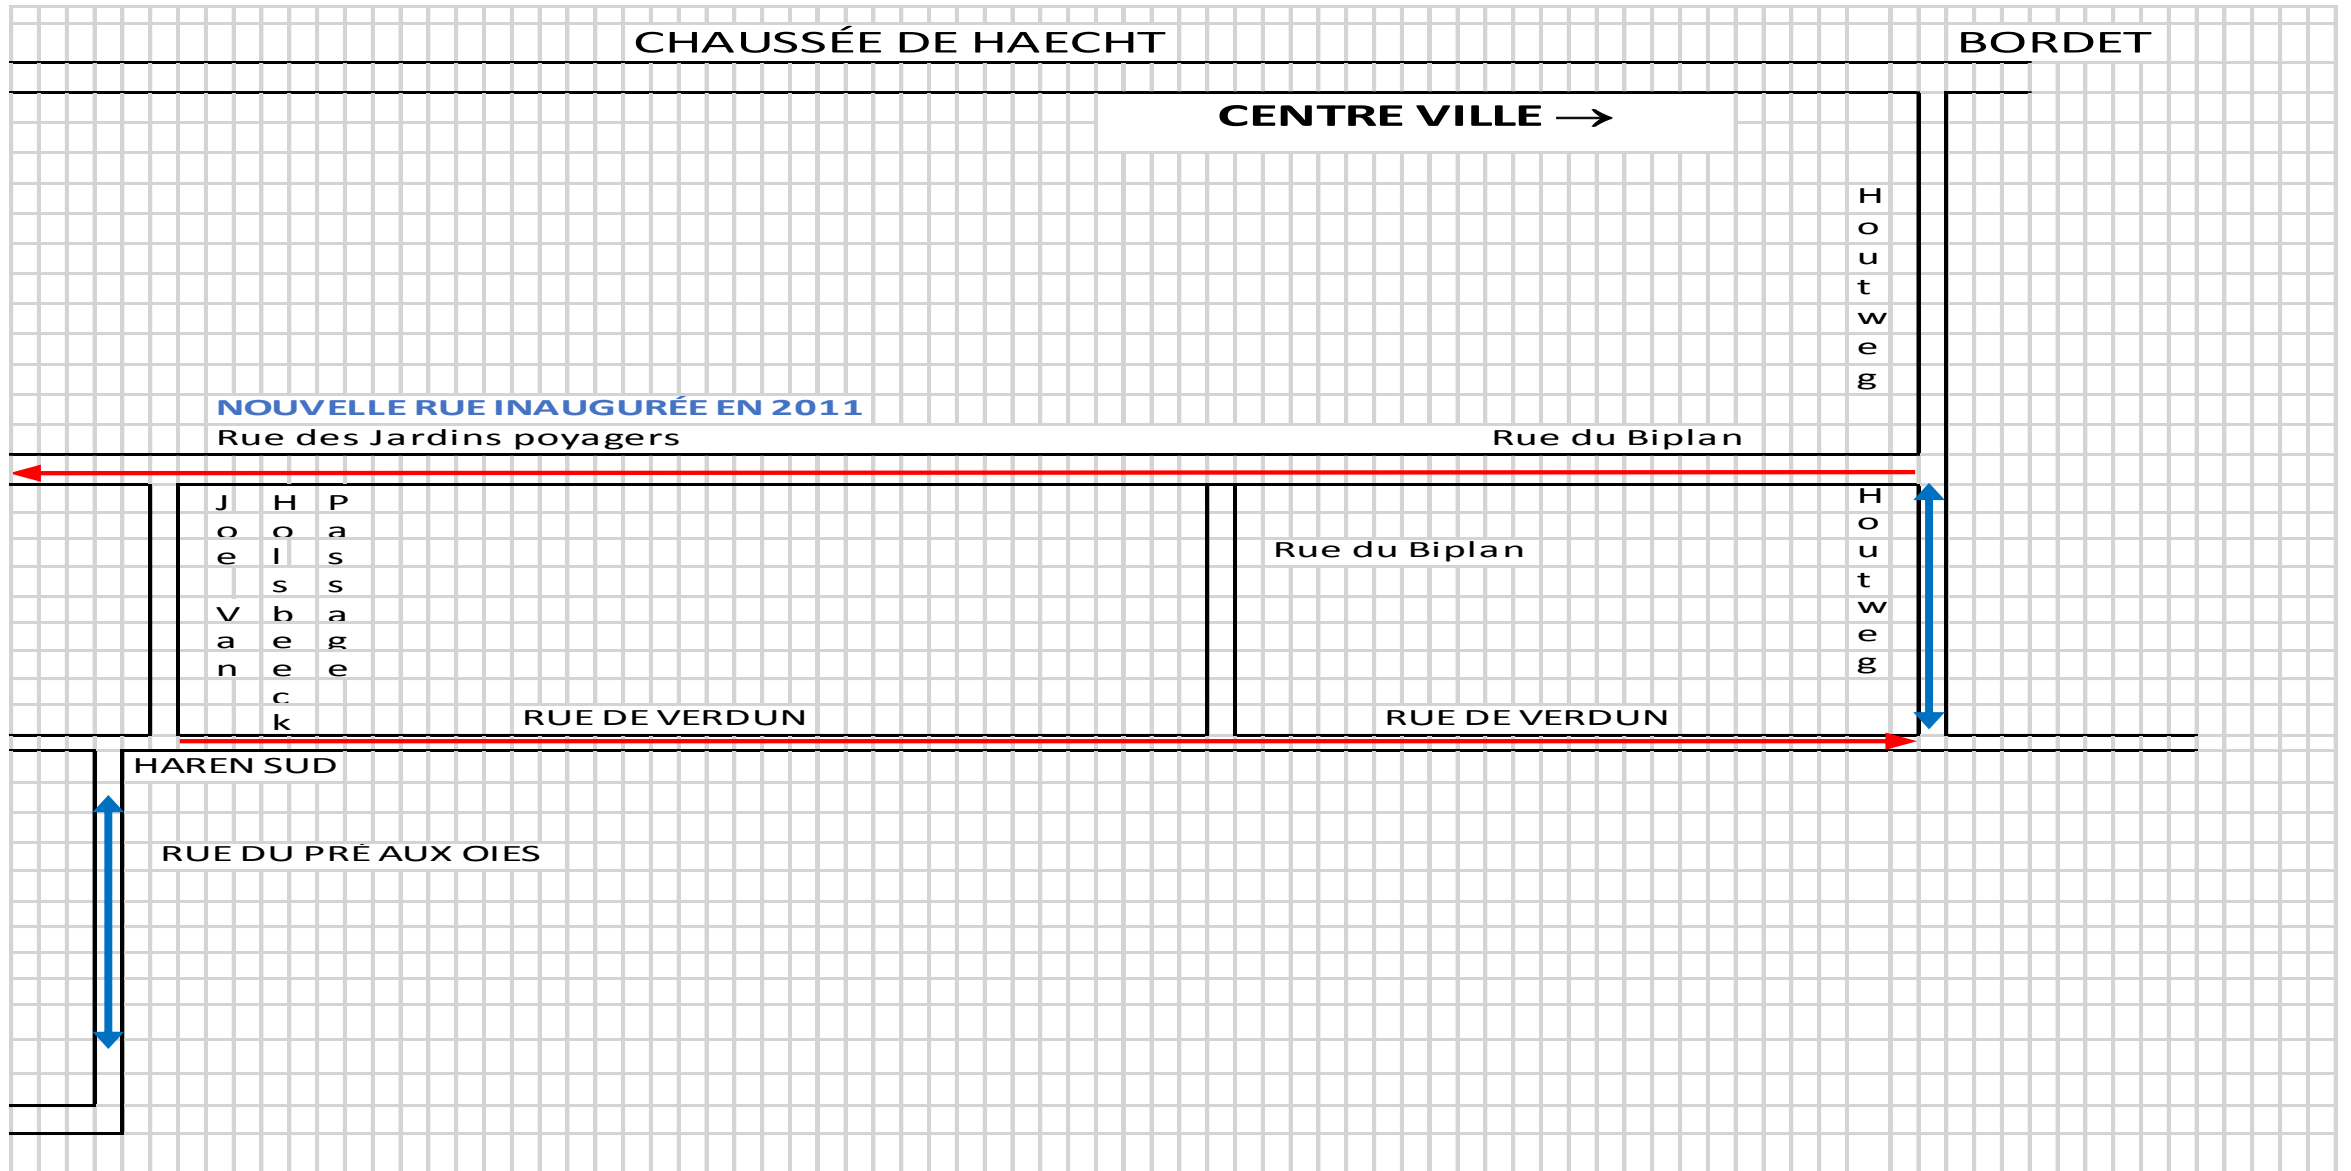 CHAUSSÉE DE HAECHT
BORDET
CENTRE VILLE →
Houtweg
NOUVELLE RUE INAUGURÉE EN 2011
Rue des Jardins poyagers
Rue du Biplan
Joe Van
Holsbeeck
Passage
Rue du Biplan
Houtweg
RUE DE VERDUN
RUE DE VERDUN
HAREN SUD
RUE DU PRÉ AUX OIES